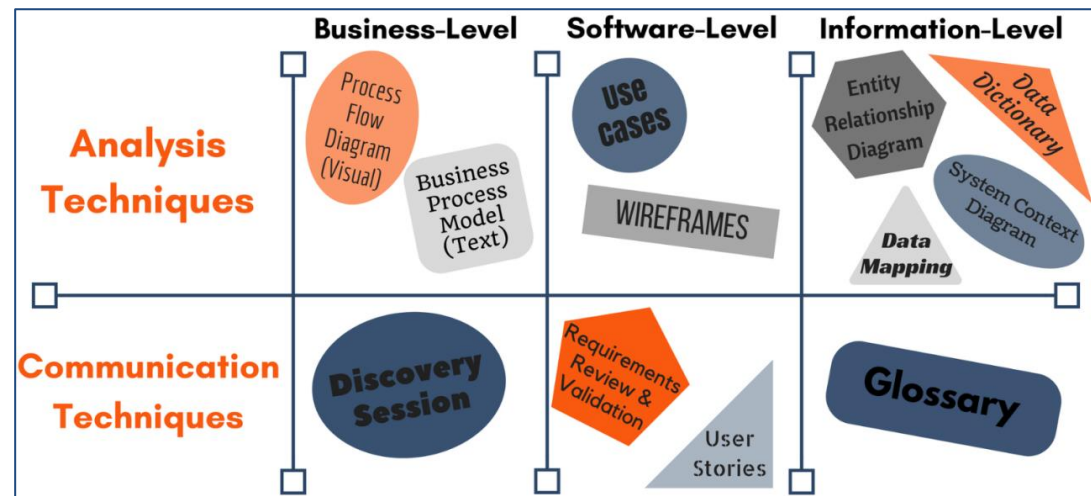 Business-Level
Software-Level
Information-Level
Analysis
Techniques
Process
Flow
Diagram
(Visual)
Business
Process
Model
(Text)
USE
CASES
WIREFRAMES
Entity
Relationship
Diagram
Data
Dictionary
System Context
Diagram
Data
Mapping
Communication
Techniques
Discovery
Session
Requirements
Review &
Validation
User
Stories
Glossary